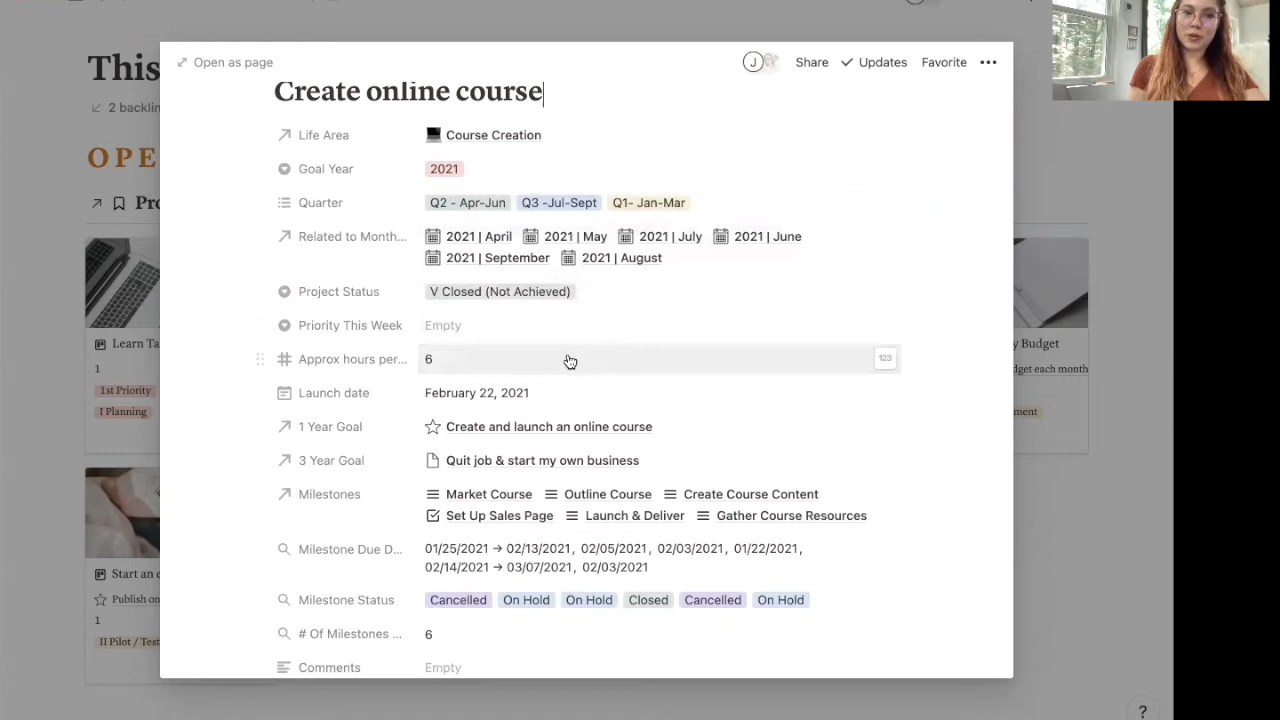 This
2 backlin
OPE
Pro
Open as page
J
Share
Updates
Favorite
Create online course
Life Area
Course Creation
Goal Year
2021
Quarter
Q2 - Apr-Jun Q3 -Jul-Sept Q1- Jan-Mar
Related to Month...
2021 | April 2021 | May 2021 | July 2021 | June
2021 | September 2021 | August
Project Status
V Closed (Not Achieved)
Priority This Week
Empty
Approx hours per...
6
123
Launch date
February 22, 2021
1 Year Goal
Create and launch an online course
3 Year Goal
Quit job & start my own business
Milestones
Market Course Outline Course Create Course Content
Set Up Sales Page Launch & Deliver Gather Course Resources
Milestone Due D...
01/25/2021 → 02/13/2021, 02/05/2021, 02/03/2021, 01/22/2021,
02/14/2021 → 03/07/2021, 02/03/2021
Milestone Status
Cancelled On Hold On Hold Closed Cancelled On Hold
# Of Milestones ...
6
Comments
Empty
Learn Ta
1
1st Priority
I Planning
Start an e
Publish on
1
II Pilot / Test
y Budget
dget each month
ment
?